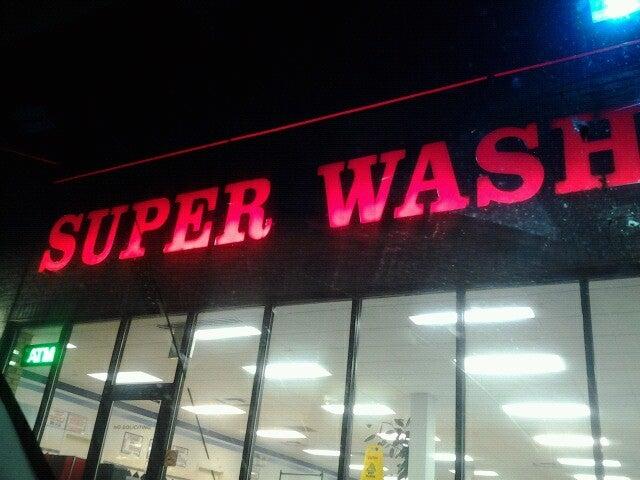 SUPER WASH
ATM
NO SOLICITING